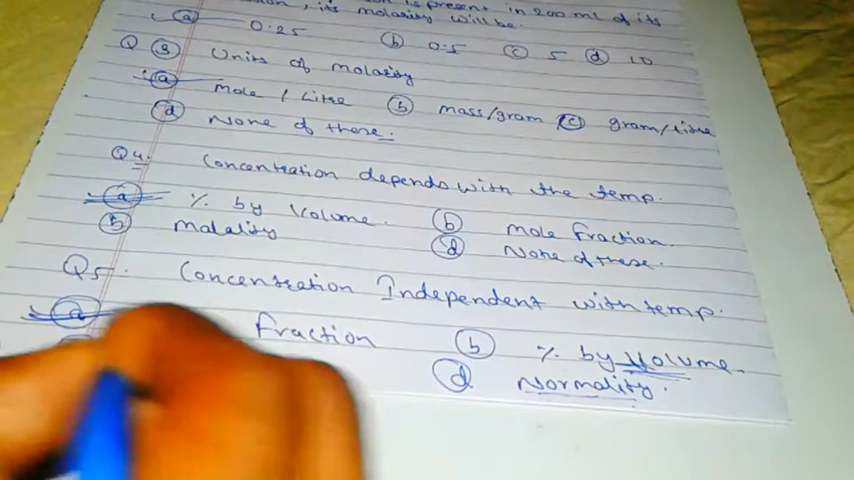 is present in 200 ml of its
, its molarity will be.
(a) 0.25 (b) 0.5 (c) 5 (d) 10
Q (3) Units of molarity
(a) mole / Litre (b) mass/gram (c) gram/litre
(d) None of these.
Q4. Concentration depends with the temp.
(a) % by Volume. (b) mole fraction.
(b) molality (d) None of these.
Q5. Concentration Independent with temp.
(a) fraction (b) % by Volume.
(d) Normality.